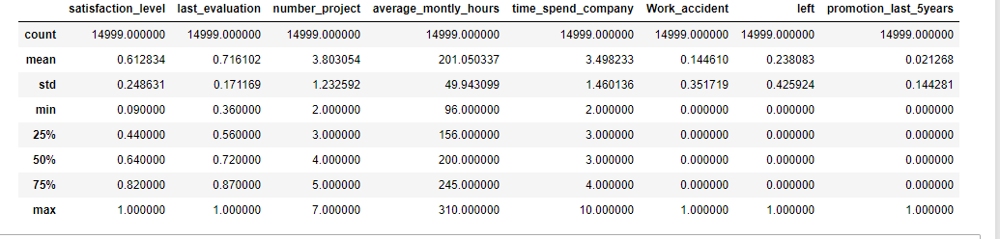 satisfaction_level last_evaluation number_project average_montly_hours time_spend_company Work_accident left promotion_last_5years
count 14999.000000 14999.000000 14999.000000 14999.000000 14999.000000 14999.000000 14999.000000 14999.000000
mean 0.612834 0.716102 3.803054 201.050337 3.498233 0.144610 0.238083 0.021268
std 0.248631 0.171169 1.232592 49.943099 1.460136 0.351719 0.425924 0.144281
min 0.090000 0.360000 2.000000 96.000000 2.000000 0.000000 0.000000 0.000000
25% 0.440000 0.560000 3.000000 156.000000 3.000000 0.000000 0.000000 0.000000
50% 0.640000 0.720000 4.000000 200.000000 3.000000 0.000000 0.000000 0.000000
75% 0.820000 0.870000 5.000000 245.000000 4.000000 0.000000 0.000000 0.000000
max 1.000000 1.000000 7.000000 310.000000 10.000000 1.000000 1.000000 1.000000